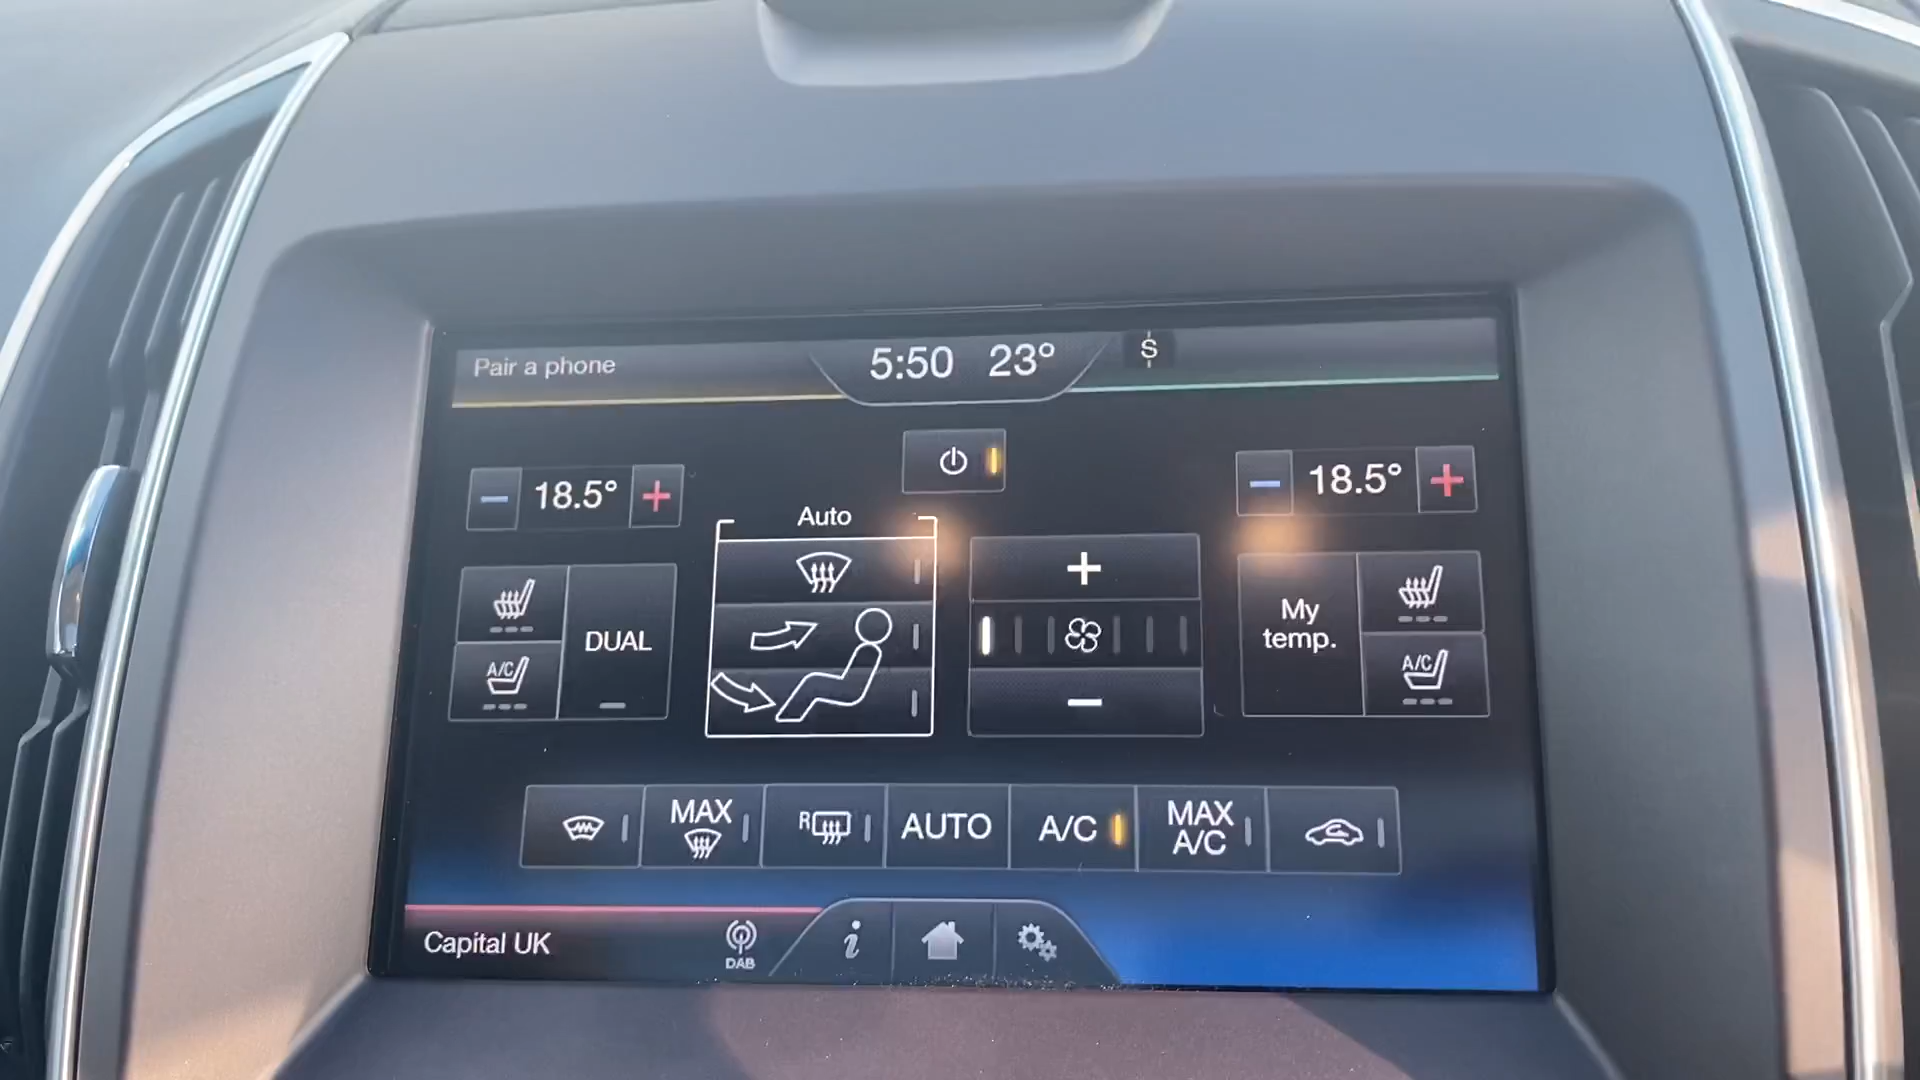 Pair a phone
5:50 23°
S
18.5°
18.5°
Auto
DUAL
A/C
My
temp.
A/C
MAX
R
AUTO
A/C
MAX
A/C
Capital UK
DAB
i